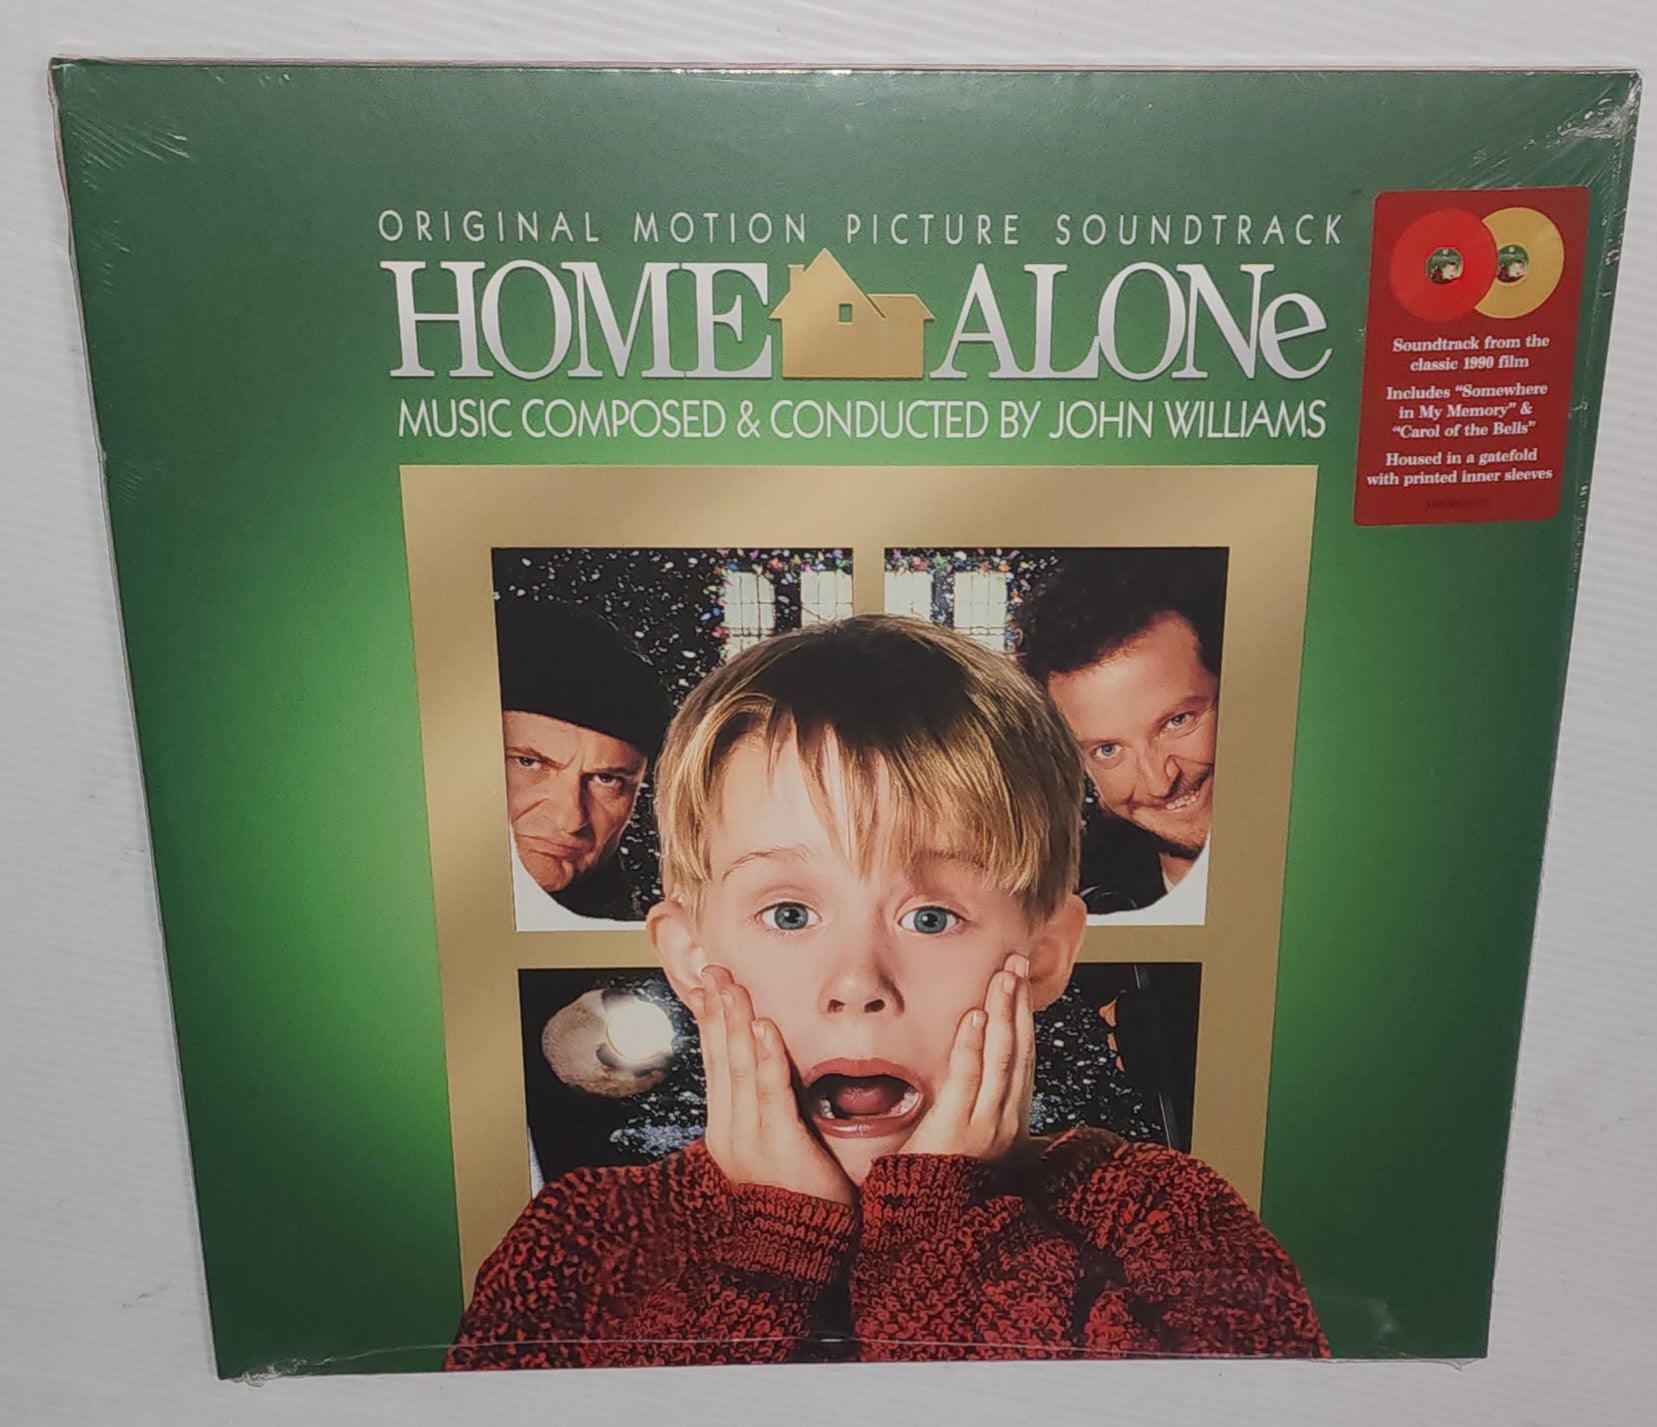 ORIGINAL MOTION PICTURE SOUNDTRACK
HOME ALONe
MUSIC COMPOSED & CONDUCTED BY JOHN WILLIAMS
Soundtrack from the
classic 1990 film
Includes “Somewhere
in My Memory” &
“Carol of the Bells”
Housed in a gatefold
with printed inner sleeves